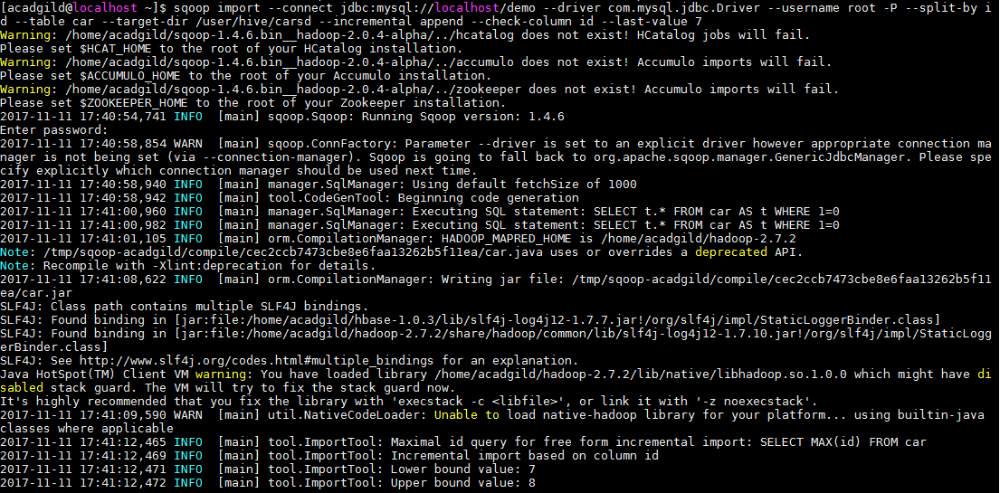 [acadgild@localhost ~]$ sqoop import --connect jdbc:mysql://localhost/demo --driver com.mysql.jdbc.Driver --username root -P --split-by i
d --table car --target-dir /user/hive/carsd --incremental append --check-column id --last-value 7
Warning: /home/acadgild/sqoop-1.4.6.bin__hadoop-2.0.4-alpha/../hcatalog does not exist! HCatalog jobs will fail.
Please set $HCAT_HOME to the root of your HCatalog installation.
Warning: /home/acadgild/sqoop-1.4.6.bin__hadoop-2.0.4-alpha/../accumulo does not exist! Accumulo imports will fail.
Please set $ACCUMULO_HOME to the root of your Accumulo installation.
Warning: /home/acadgild/sqoop-1.4.6.bin__hadoop-2.0.4-alpha/../zookeeper does not exist! Accumulo imports will fail.
Please set $ZOOKEEPER_HOME to the root of your Zookeeper installation.
2017-11-11 17:40:54,741 INFO  [main] sqoop.Sqoop: Running Sqoop version: 1.4.6
Enter password:
2017-11-11 17:40:58,854 WARN  [main] sqoop.ConnFactory: Parameter --driver is set to an explicit driver however appropriate connection ma
nager is not being set (via --connection-manager). Sqoop is going to fall back to org.apache.sqoop.manager.GenericJdbcManager. Please spe
cify explicitly which connection manager should be used next time.
2017-11-11 17:40:58,940 INFO  [main] manager.SqlManager: Using default fetchSize of 1000
2017-11-11 17:40:58,942 INFO  [main] tool.CodeGenTool: Beginning code generation
2017-11-11 17:41:00,960 INFO  [main] manager.SqlManager: Executing SQL statement: SELECT t.* FROM car AS t WHERE 1=0
2017-11-11 17:41:00,982 INFO  [main] manager.SqlManager: Executing SQL statement: SELECT t.* FROM car AS t WHERE 1=0
2017-11-11 17:41:01,105 INFO  [main] orm.CompilationManager: HADOOP_MAPRED_HOME is /home/acadgild/hadoop-2.7.2
Note: /tmp/sqoop-acadgild/compile/cec2ccb7473cbe8e6faa13262b5f11ea/car.java uses or overrides a deprecated API.
Note: Recompile with -Xlint:deprecation for details.
2017-11-11 17:41:08,622 INFO  [main] orm.CompilationManager: Writing jar file: /tmp/sqoop-acadgild/compile/cec2ccb7473cbe8e6faa13262b5f11
ea/car.jar
SLF4J: Class path contains multiple SLF4J bindings.
SLF4J: Found binding in [jar:file:/home/acadgild/hbase-1.0.3/lib/slf4j-log4j12-1.7.7.jar!/org/slf4j/impl/StaticLoggerBinder.class]
SLF4J: Found binding in [jar:file:/home/acadgild/hadoop-2.7.2/share/hadoop/common/lib/slf4j-log4j12-1.7.10.jar!/org/slf4j/impl/StaticLogg
erBinder.class]
SLF4J: See http://www.slf4j.org/codes.html#multiple_bindings for an explanation.
Java HotSpot(TM) Client VM warning: You have loaded library /home/acadgild/hadoop-2.7.2/lib/native/libhadoop.so.1.0.0 which might have di
sabled stack guard. The VM will try to fix the stack guard now.
It's highly recommended that you fix the library with 'execstack -c <libfile>', or link it with '-z noexecstack'.
2017-11-11 17:41:09,590 WARN  [main] util.NativeCodeLoader: Unable to load native-hadoop library for your platform... using builtin-java
classes where applicable
2017-11-11 17:41:12,465 INFO  [main] tool.ImportTool: Maximal id query for free form incremental import: SELECT MAX(id) FROM car
2017-11-11 17:41:12,469 INFO  [main] tool.ImportTool: Incremental import based on column id
2017-11-11 17:41:12,471 INFO  [main] tool.ImportTool: Lower bound value: 7
2017-11-11 17:41:12,472 INFO  [main] tool.ImportTool: Upper bound value: 8